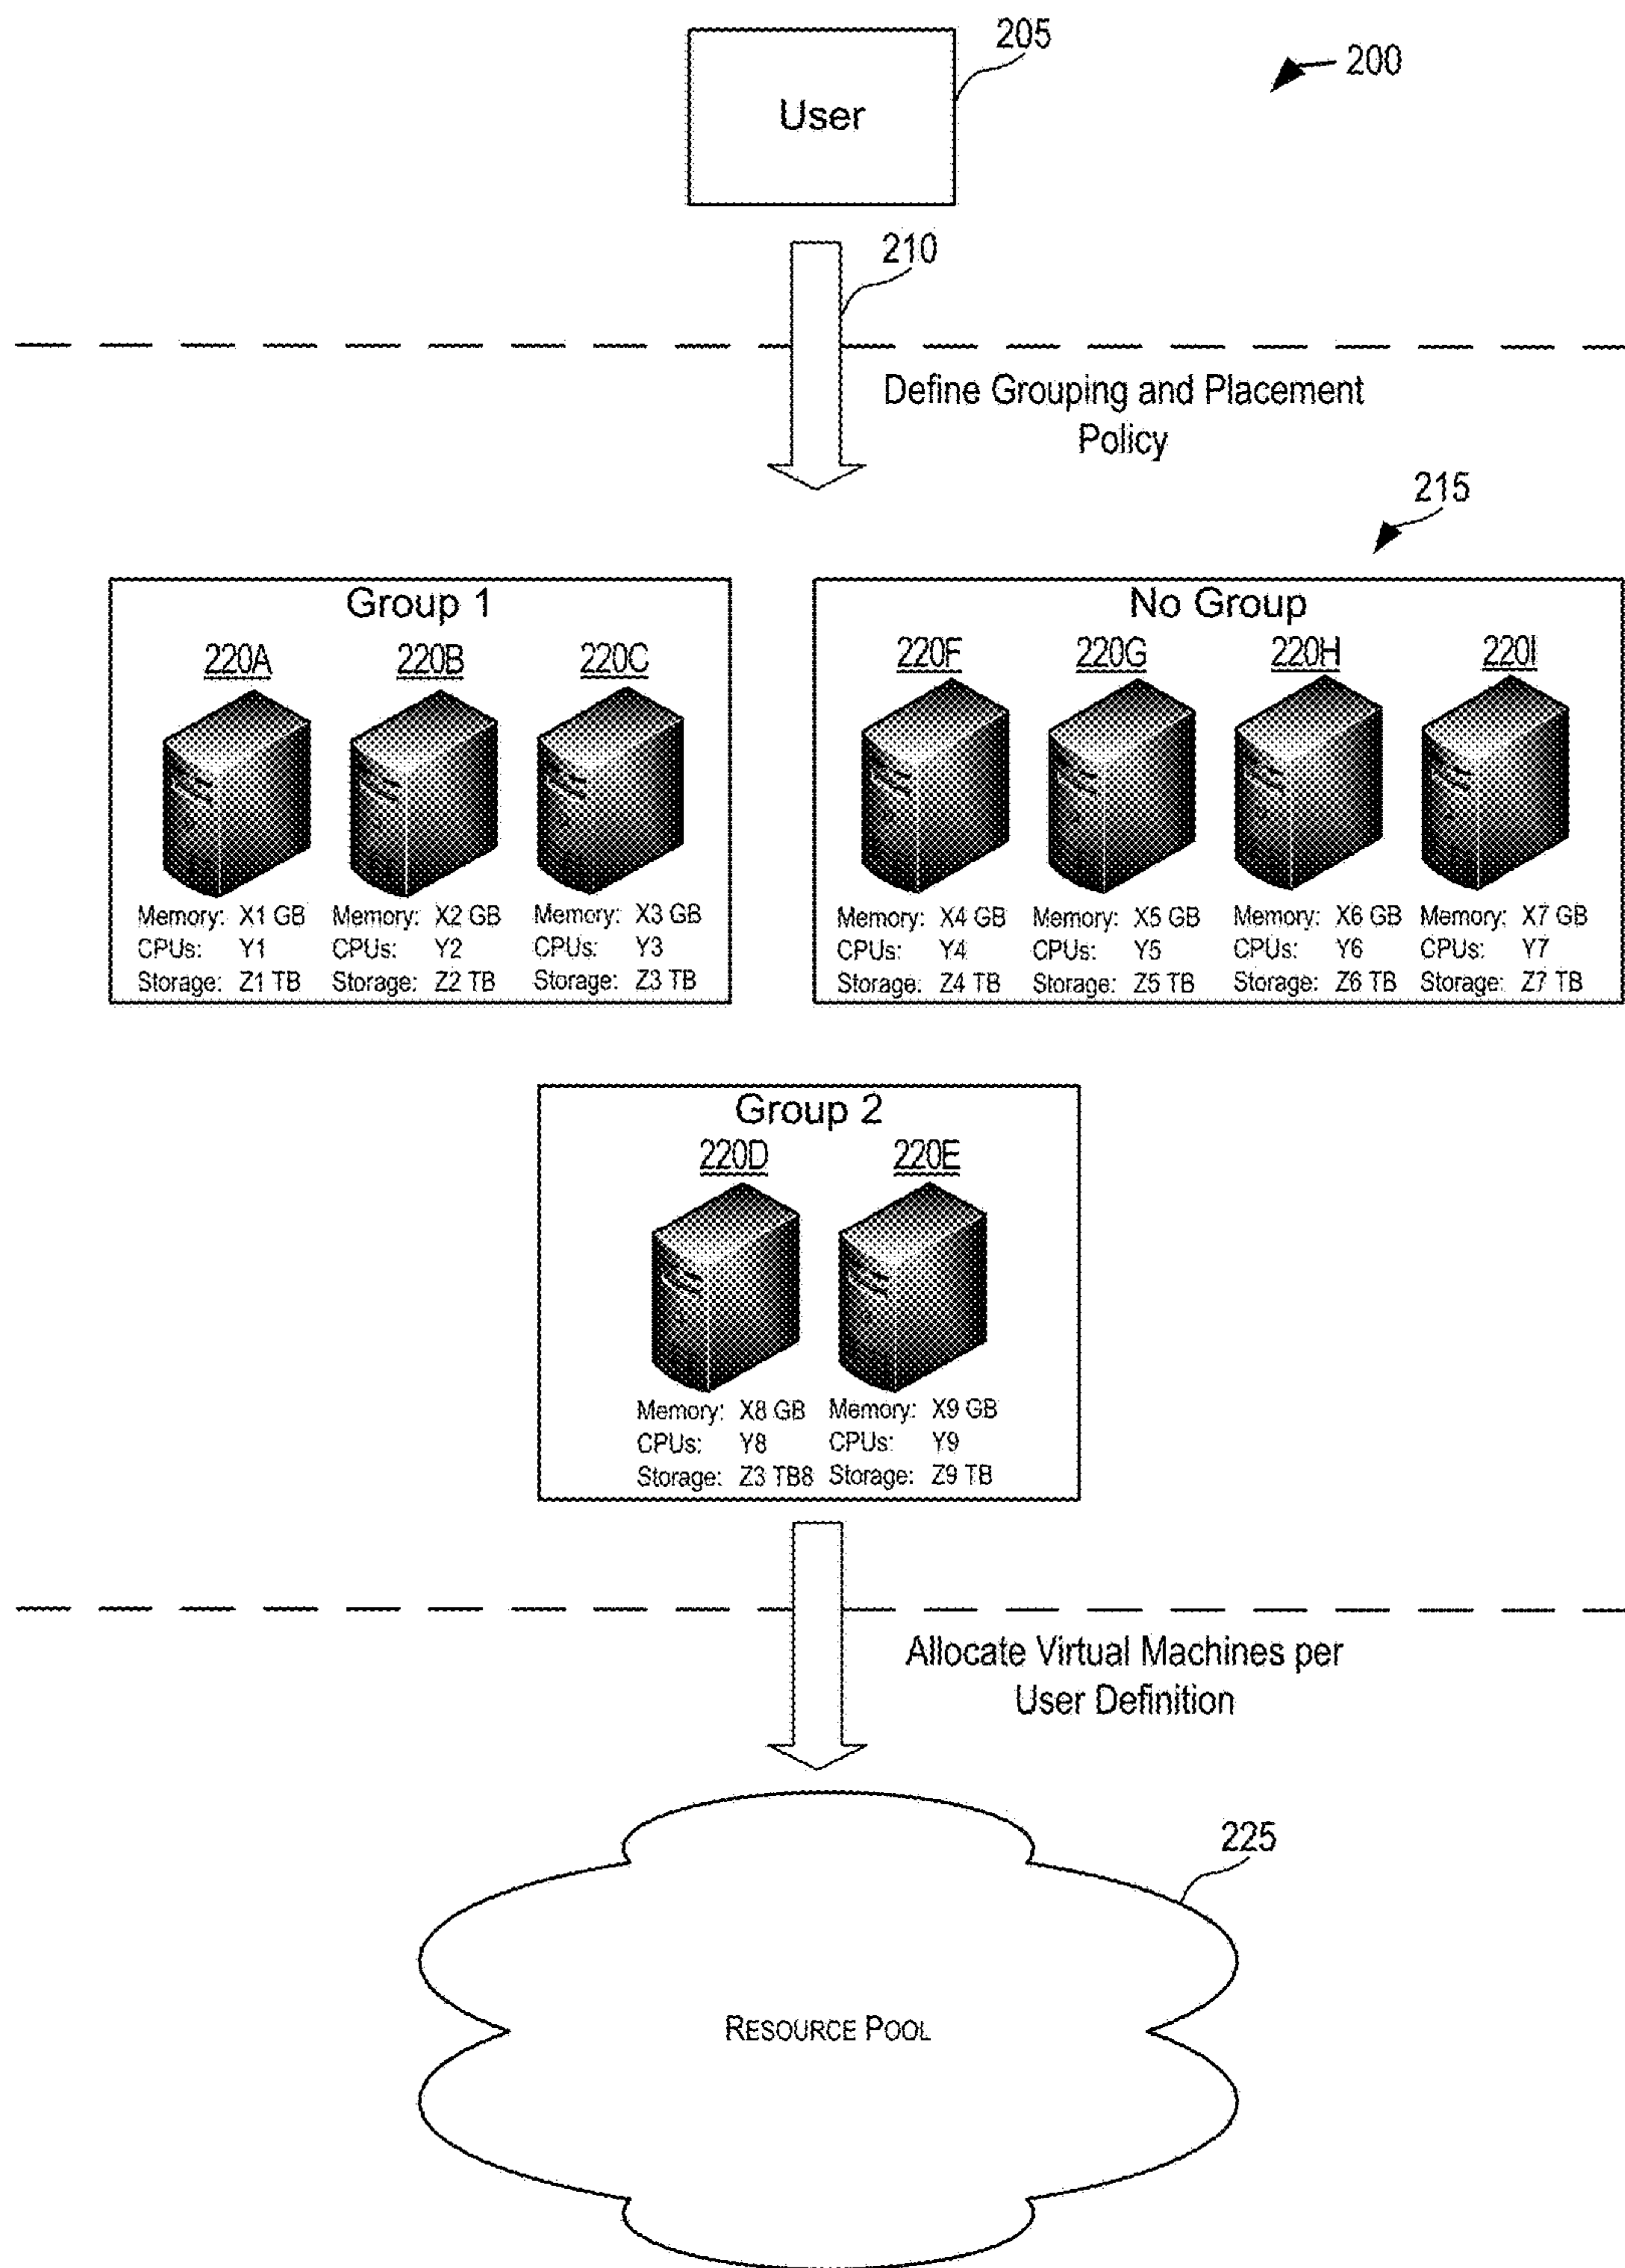 205
200
User
210
Define Grouping and Placement
Policy
215
Group 1
220A 220B 220C
Memory: X1 GB Memory: X2 GB Memory: X3 GB
CPUs: Y1 CPUs: Y2 CPUs: Y3
Storage: Z1 TB Storage: Z2 TB Storage: Z3 TB
No Group
220F 220G 220H 220I
Memory: X4 GB Memory: X5 GB Memory: X6 GB Memory: X7 GB
CPUs: Y4 CPUs: Y5 CPUs: Y6 CPUs: Y7
Storage: Z4 TB Storage: Z5 TB Storage: Z6 TB Storage: Z7 TB
Group 2
220D 220E
Memory: X8 GB Memory: X9 GB
CPUs: Y8 CPUs: Y9
Storage: Z3 TB8 Storage: Z9 TB
Allocate Virtual Machines per
User Definition
225
RESOURCE POOL